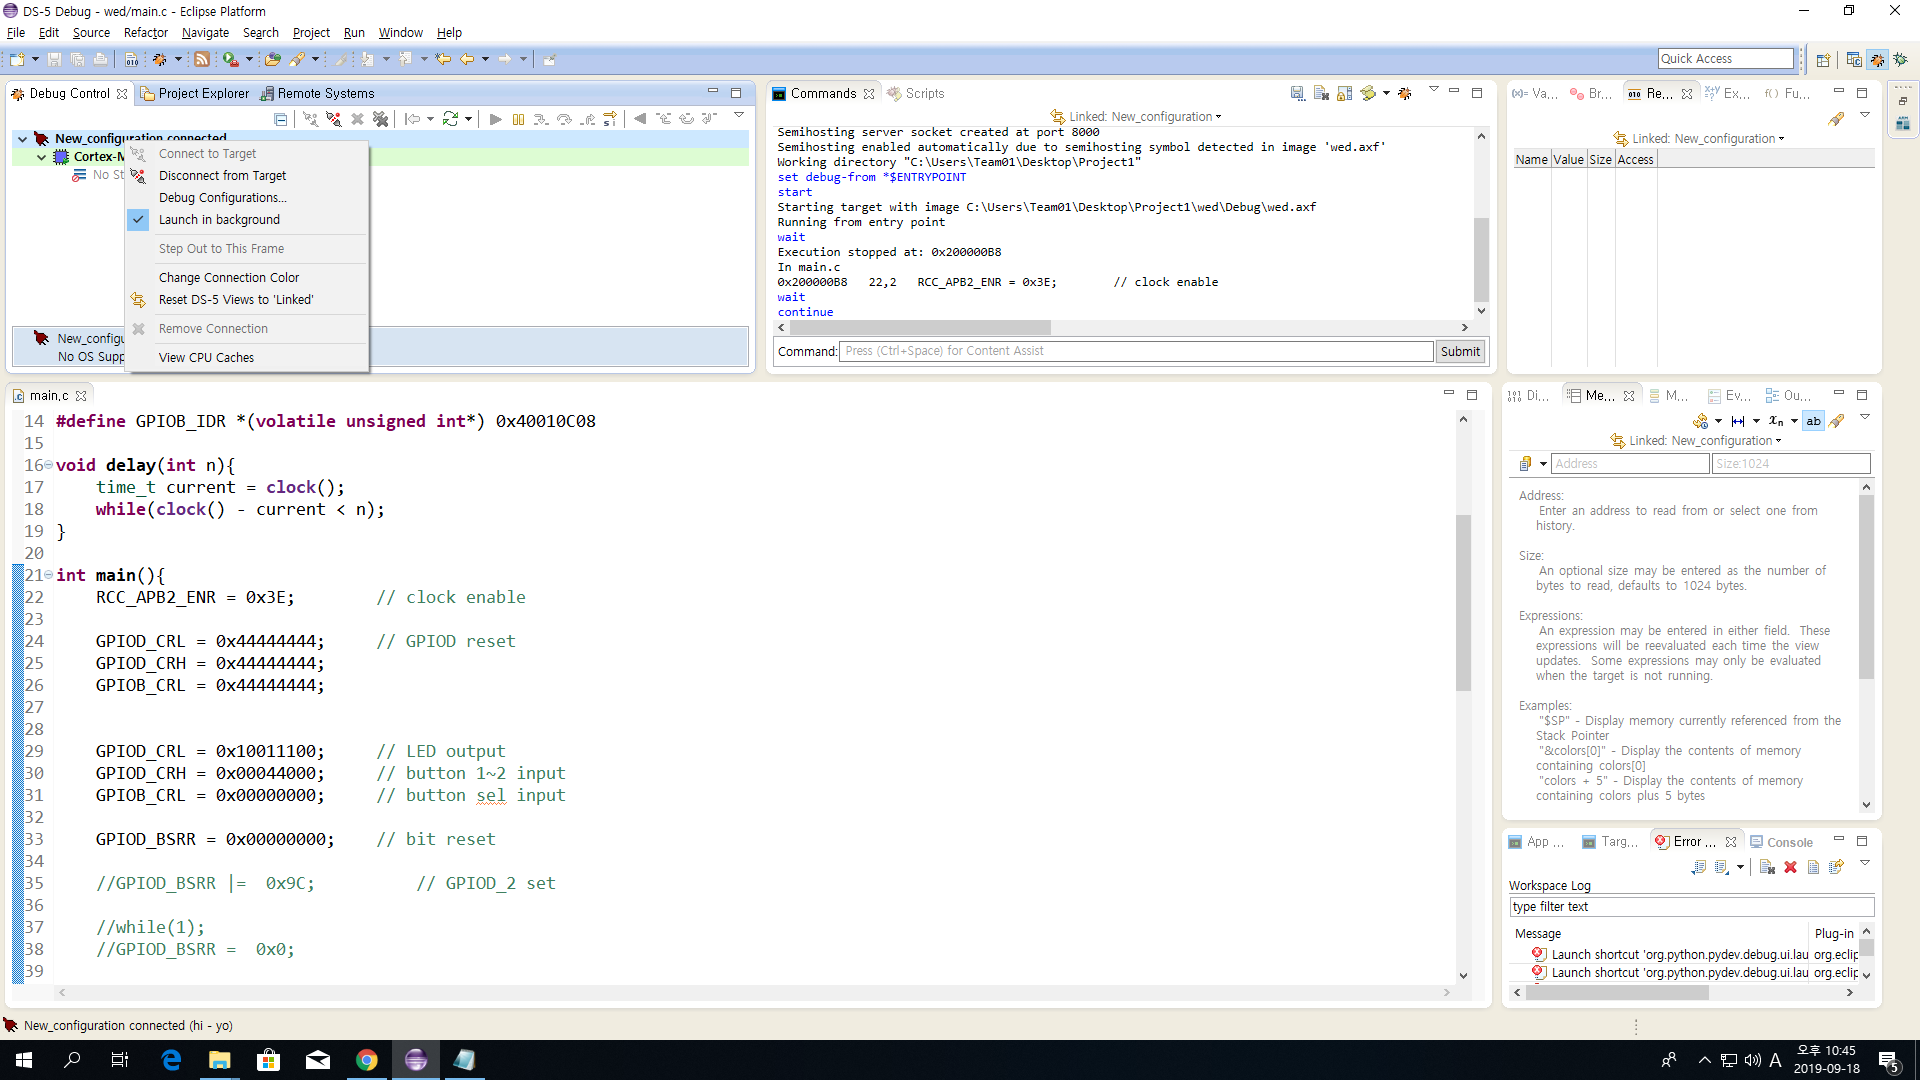 DS-5 Debug - wed/main.c - Eclipse Platform
File Edit Source Refactor Navigate Search Project Run Window Help
Quick Access
Debug Control Project Explorer Remote Systems
New_configuration connected
Cortex-M
No St
Connect to Target
Disconnect from Target
Debug Configurations...
Launch in background
Step Out to This Frame
Change Connection Color
Reset DS-5 Views to 'Linked'
Remove Connection
View CPU Caches
New_configu
No OS Supp
Commands Scripts
Linked: New_configuration
Semihosting server socket created at port 8000
Semihosting enabled automatically due to semihosting symbol detected in image 'wed.axf'
Working directory "C:\Users\Team01\Desktop\Project1"
set debug-from *$ENTRYPOINT
start
Starting target with image C:\Users\Team01\Desktop\Project1\wed\Debug\wed.axf
Running from entry point
wait
Execution stopped at: 0x200000B8
In main.c
0x200000B8 22,2 RCC_APB2_ENR = 0x3E; // clock enable
wait
continue
Command: Press (Ctrl+Space) for Content Assist Submit
(x)= Va... Br... Re... Ex... Fu...
Linked: New_configuration
Name Value Size Access
main.c
14 #define GPIOB_IDR *(volatile unsigned int*) 0x40010C08
15
16 void delay(int n){
17 time_t current = clock();
18 while(clock() - current < n);
19 }
20
21 int main(){
22 RCC_APB2_ENR = 0x3E; // clock enable
23
24 GPIOD_CRL = 0x44444444; // GPIOD reset
25 GPIOD_CRH = 0x44444444;
26 GPIOB_CRL = 0x44444444;
27
28
29 GPIOD_CRL = 0x10011100; // LED output
30 GPIOD_CRH = 0x00044000; // button 1~2 input
31 GPIOB_CRL = 0x00000000; // button sel input
32
33 GPIOD_BSRR = 0x00000000; // bit reset
34
35 //GPIOD_BSRR |= 0x9C; // GPIOD_2 set
36
37 //while(1);
38 //GPIOD_BSRR = 0x0;
39
Di... Me... M... Ev... Ou...
Linked: New_configuration
Address Size:1024
Address:
Enter an address to read from or select one from
history.
Size:
An optional size may be entered as the number of
bytes to read, defaults to 1024 bytes.
Expressions:
An expression may be entered in either field. These
expressions will be reevaluated each time the view
updates. Some expressions may only be evaluated
when the target is not running.
Examples:
"$SP" - Display memory currently referenced from the
Stack Pointer
"&colors[0]" - Display the contents of memory
containing colors[0]
"colors + 5" - Display the contents of memory
containing colors plus 5 bytes
App ... Targ... Error ... Console
Workspace Log
type filter text
Message Plug-in
Launch shortcut 'org.python.pydev.debug.ui.lau org.eclip
Launch shortcut 'org.python.pydev.debug.ui.lau org.eclip
New_configuration connected (hi - yo)
A
오후 10:45
2019-09-18
5